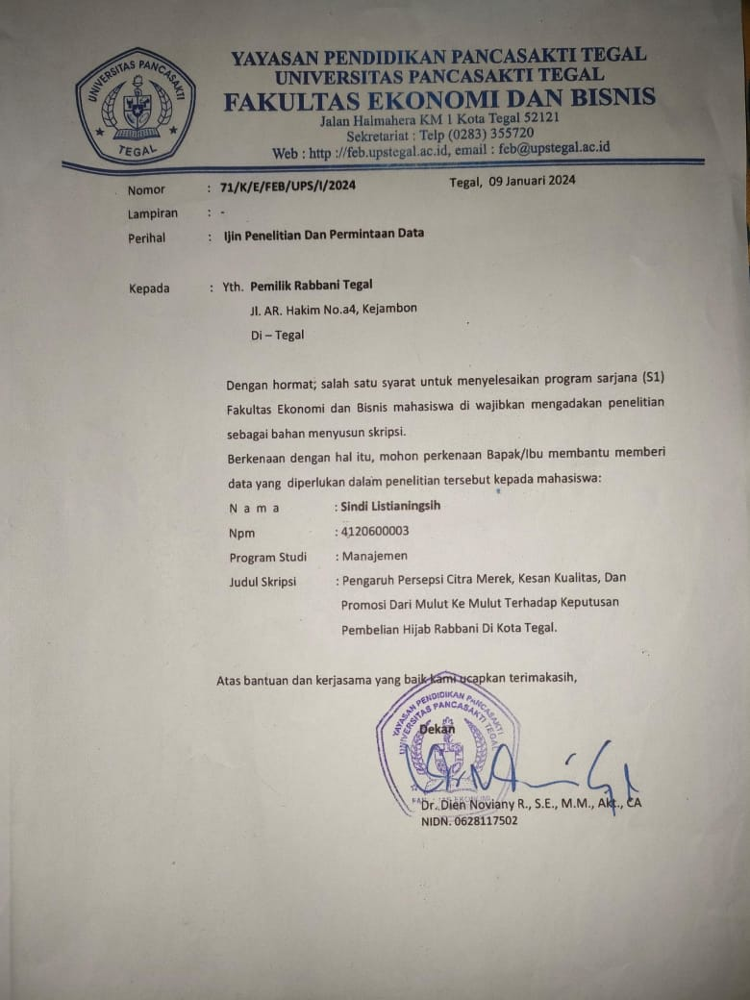 UNIVERSITAS PANCASAKTI
TEGAL
YAYASAN PENDIDIKAN PANCASAKTI TEGAL
UNIVERSITAS PANCASAKTI TEGAL
FAKULTAS EKONOMI DAN BISNIS
Jalan Halmahera KM 1 Kota Tegal 52121
Sekretariat : Telp (0283) 355720
Web : http ://feb.upstegal.ac.id, email : feb@upstegal.ac.id
Nomor : 71/K/E/FEB/UPS/I/2024 Tegal, 09 Januari 2024
Lampiran : -
Perihal : Ijin Penelitian Dan Permintaan Data
Kepada : Yth. Pemilik Rabbani Tegal
Jl. AR. Hakim No.a4, Kejambon
Di – Tegal
Dengan hormat; salah satu syarat untuk menyelesaikan program sarjana (S1)
Fakultas Ekonomi dan Bisnis mahasiswa di wajibkan mengadakan penelitian
sebagai bahan menyusun skripsi.
Berkenaan dengan hal itu, mohon perkenaan Bapak/Ibu membantu memberi
data yang diperlukan dalam penelitian tersebut kepada mahasiswa:
N a m a : Sindi Listianingsih
Npm : 4120600003
Program Studi : Manajemen
Judul Skripsi : Pengaruh Persepsi Citra Merek, Kesan Kualitas, Dan
Promosi Dari Mulut Ke Mulut Terhadap Keputusan
Pembelian Hijab Rabbani Di Kota Tegal.
Atas bantuan dan kerjasama yang baik kami ucapkan terimakasih,
YAYASAN PENDIDIKAN PANCASAKTI
UNIVERSITAS PANCASAKTI TEGAL
Dekan
Dr. Dien Noviany R., S.E., M.M., Akt., CA
NIDN. 0628117502